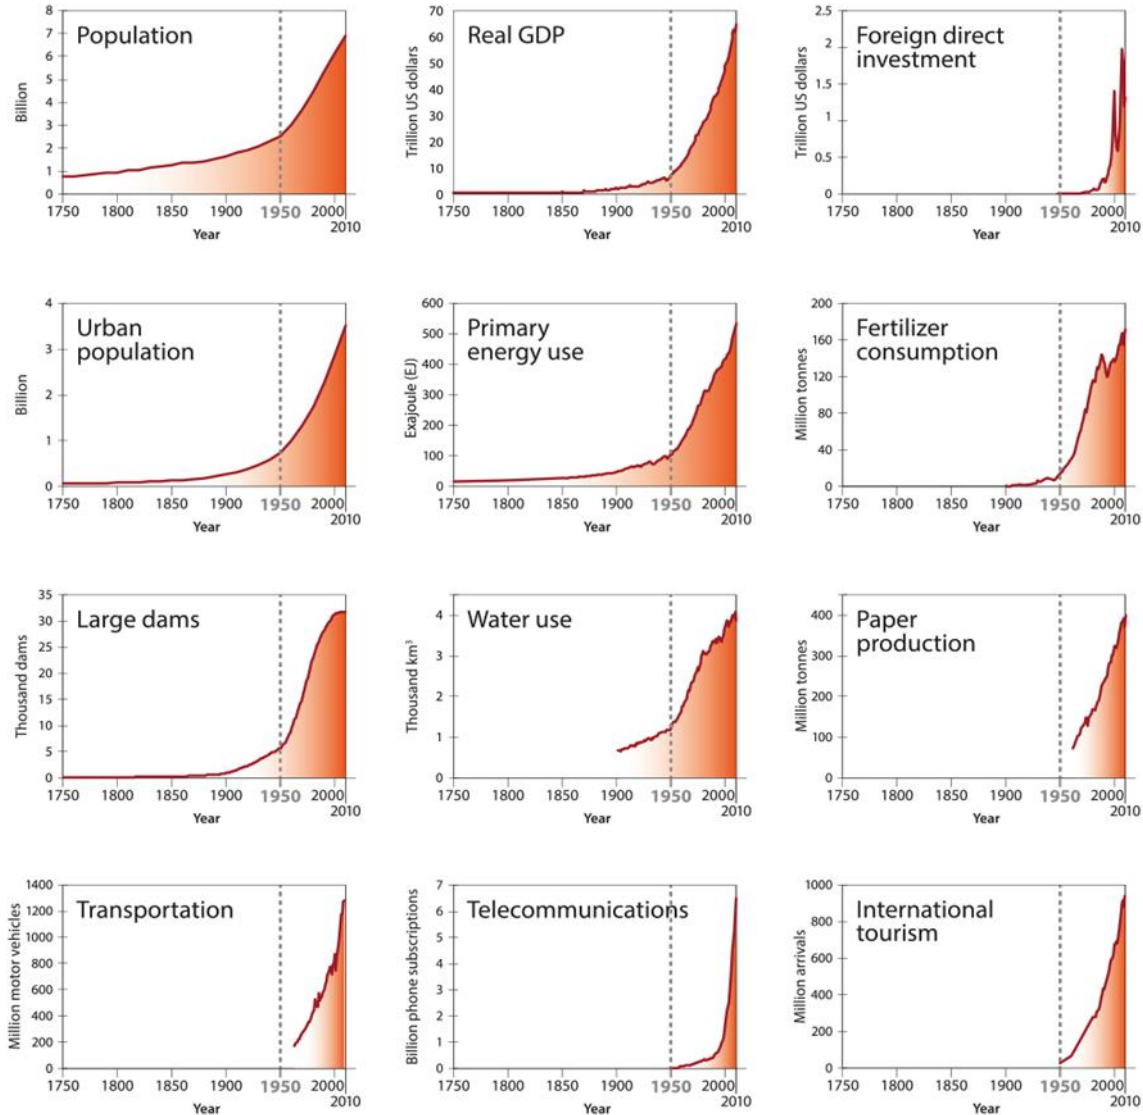 Population
Billion
8
7
6
5
4
3
2
1
0
1750 1800 1850 1900 1950 2000
2010
Year
Real GDP
Trillion US dollars
70
60
50
40
30
20
10
0
1750 1800 1850 1900 1950 2000
2010
Year
Foreign direct
investment
Trillion US dollars
2.5
2
1.5
1
0.5
0
1750 1800 1850 1900 1950 2000
2010
Year
Urban
population
Billion
4
3
2
1
0
1750 1800 1850 1900 1950 2000
2010
Year
Primary
energy use
Exajoule (EJ)
600
500
400
300
200
100
0
1750 1800 1850 1900 1950 2000
2010
Year
Fertilizer
consumption
Million tonnes
200
160
120
80
40
0
1750 1800 1850 1900 1950 2000
2010
Year
Large dams
Thousand dams
35
30
25
20
15
10
5
0
1750 1800 1850 1900 1950 2000
2010
Year
Water use
Thousand km³
4
3
2
1
0
1750 1800 1850 1900 1950 2000
2010
Year
Paper
production
Million tonnes
400
300
200
100
0
1750 1800 1850 1900 1950 2000
2010
Year
Transportation
Million motor vehicles
1400
1200
1000
800
600
400
200
0
1750 1800 1850 1900 1950 2000
2010
Year
Telecommunications
Billion phone subscriptions
7
6
5
4
3
2
1
0
1750 1800 1850 1900 1950 2000
2010
Year
International
tourism
Million arrivals
1000
800
600
400
200
0
1750 1800 1850 1900 1950 2000
2010
Year